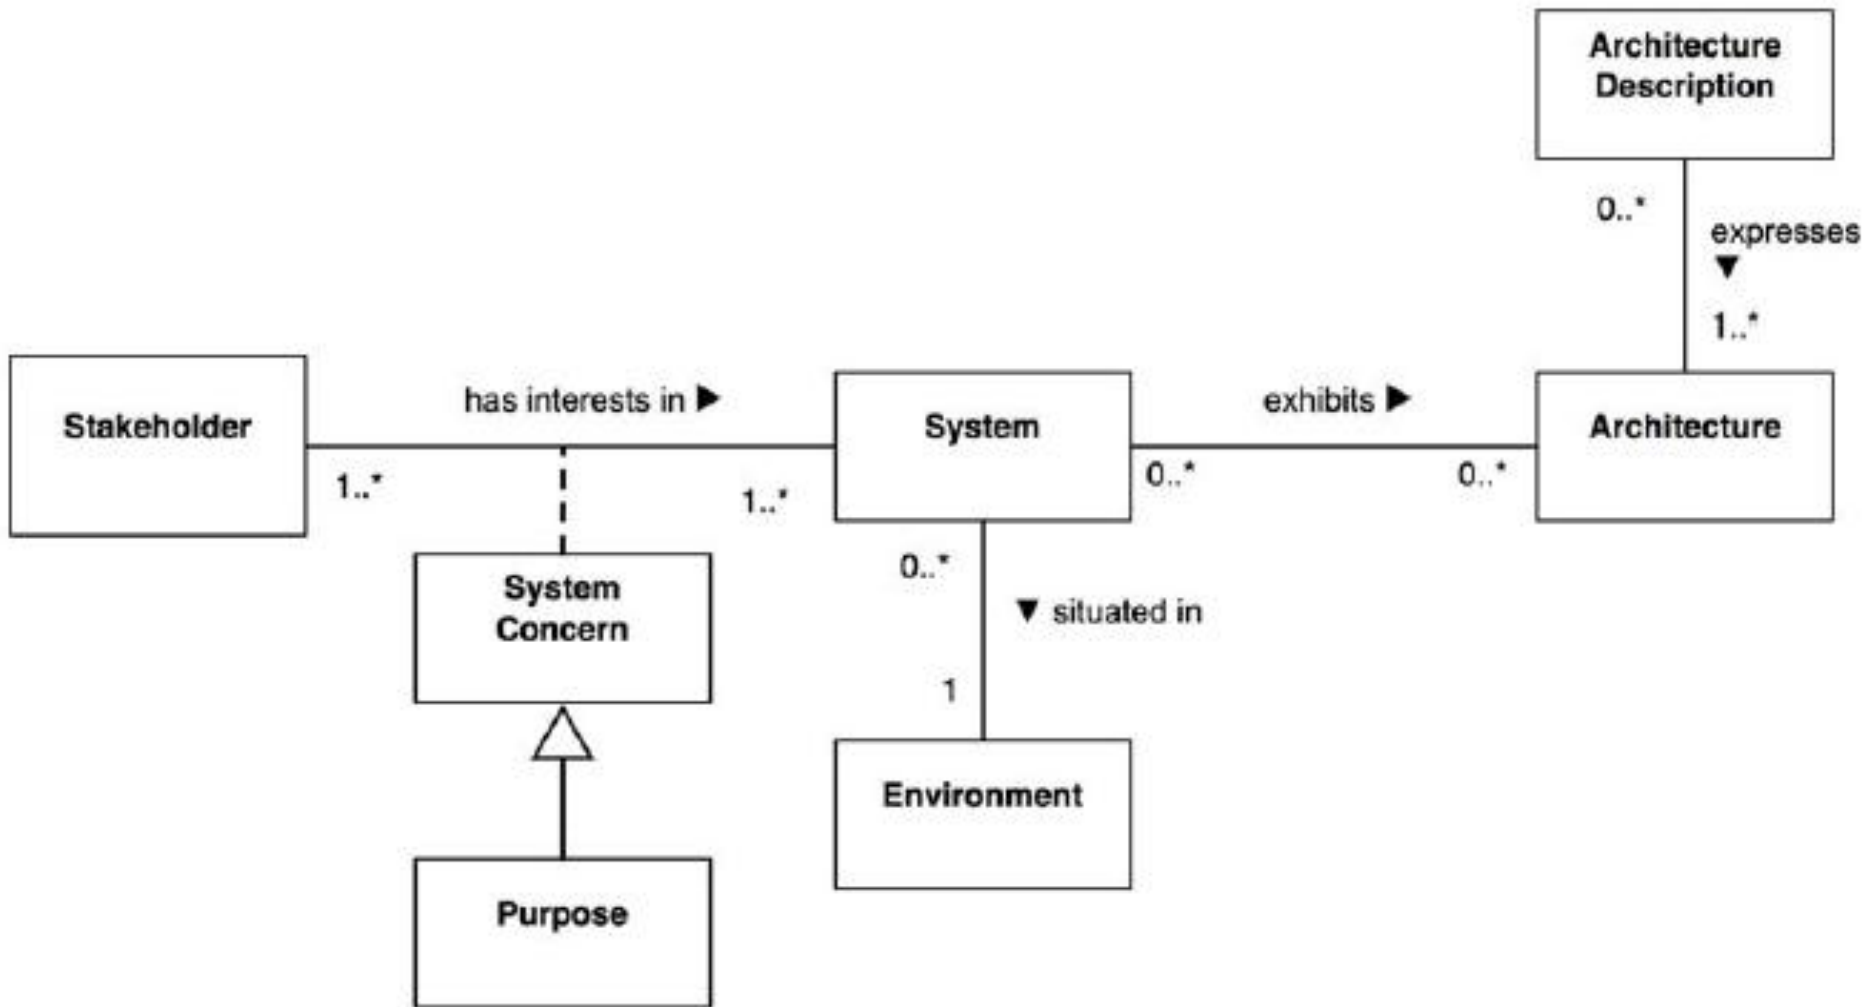 Architecture
Description
0..*
expresses
▼
1..*
Stakeholder
has interests in ►
System
exhibits ►
Architecture
1..*
1..*
0..*
0..*
System
Concern
0..*
▼ situated in
1
Environment
Purpose